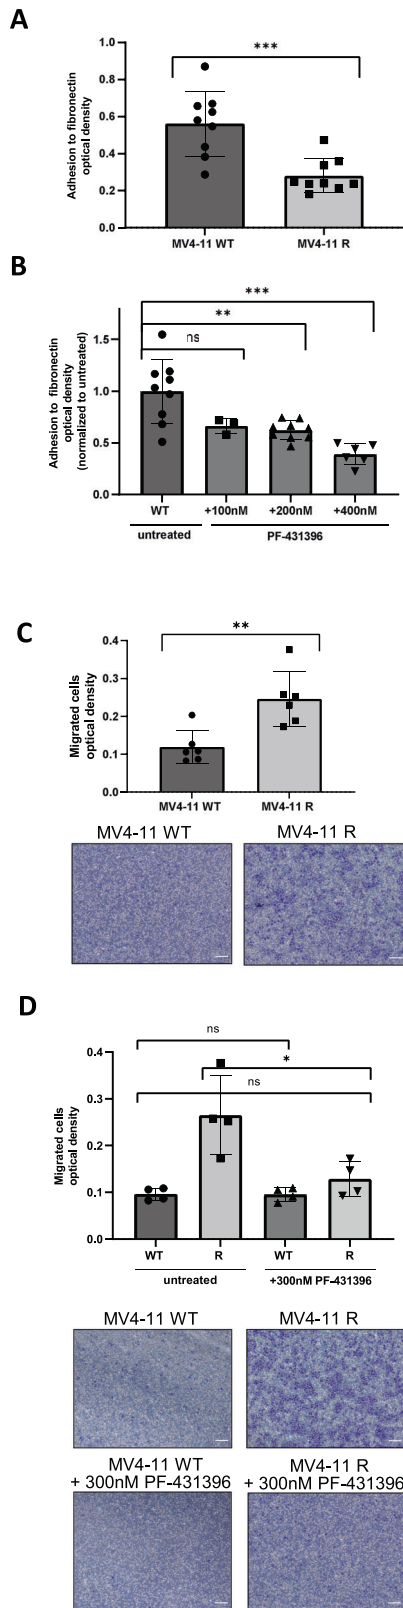 A
***
Adhesion to fibronectin
optical density
1.0
0.8
0.6
0.4
0.2
0.0
MV4-11 WT
MV4-11 R
B
***
**
ns
Adhesion to fibronectin
optical density
(normalized to untreated)
1.5
1.0
0.5
0.0
WT
+100nM
+200nM
+400nM
untreated
PF-431396
C
**
Migrated cells
optical density
0.4
0.3
0.2
0.1
0.0
MV4-11 WT
MV4-11 R
MV4-11 WT
MV4-11 R
D
ns
*
ns
Migrated cells
optical density
0.4
0.3
0.2
0.1
0.0
WT
R
WT
R
untreated
+300nM PF-431396
MV4-11 WT
MV4-11 R
MV4-11 WT
+ 300nM PF-431396
MV4-11 R
+ 300nM PF-431396